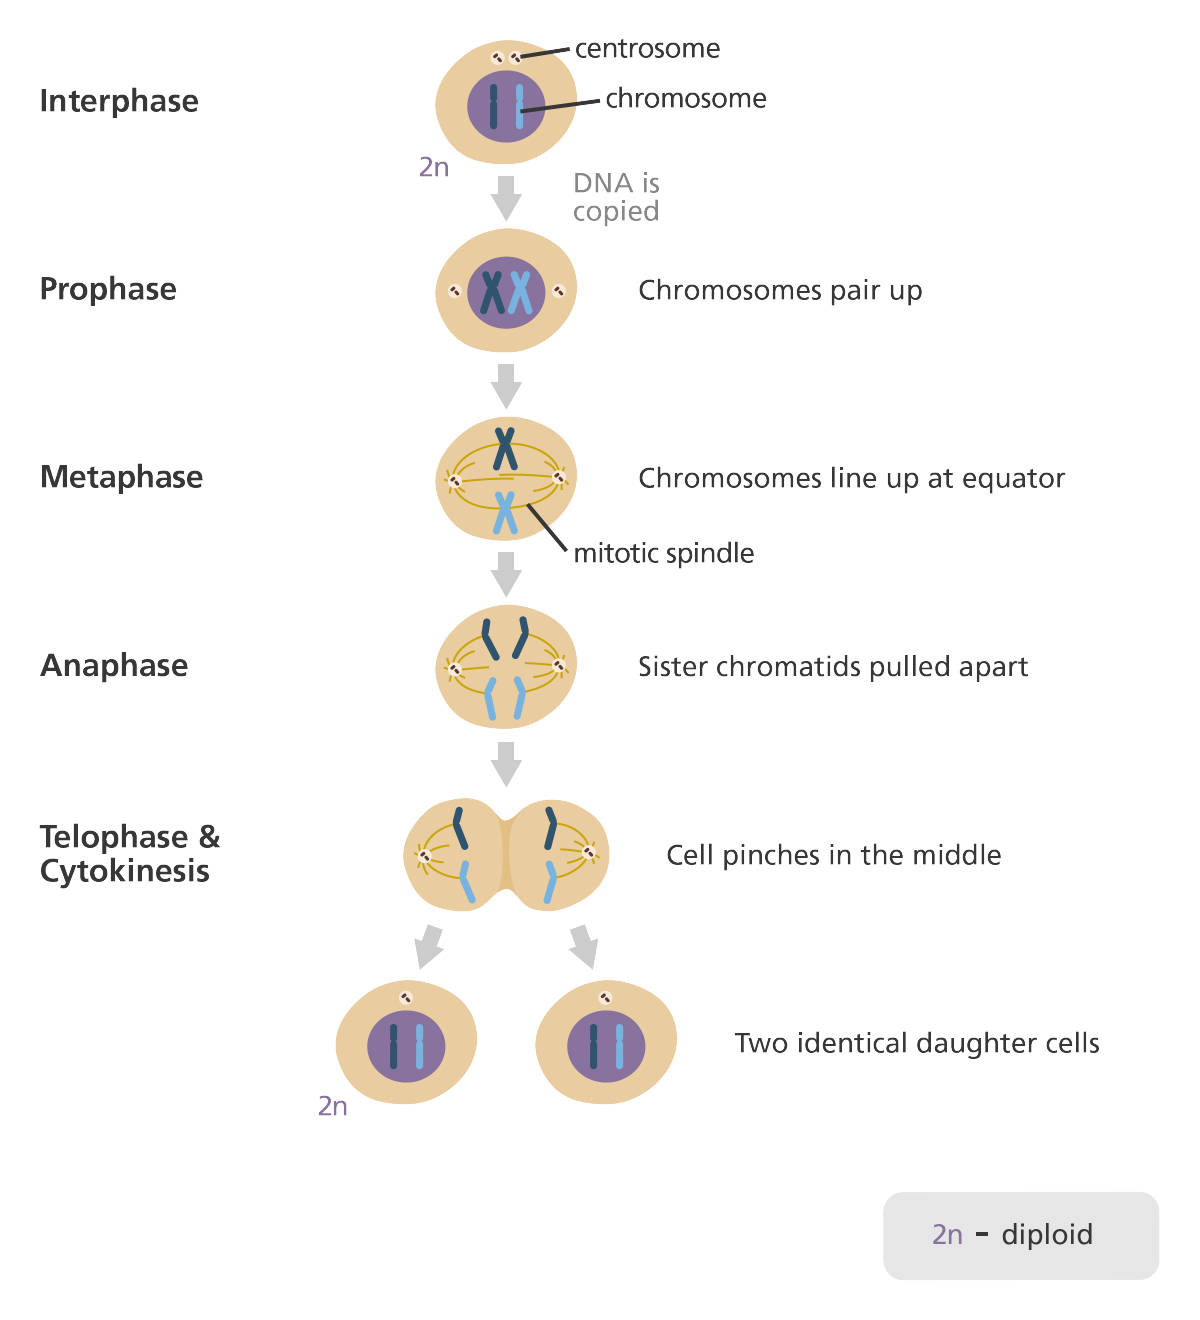 centrosome
Interphase
chromosome
2n
DNA is
copied
Prophase
Chromosomes pair up
Metaphase
Chromosomes line up at equator
mitotic spindle
Anaphase
Sister chromatids pulled apart
Telophase &
Cytokinesis
Cell pinches in the middle
Two identical daughter cells
2n
2n - diploid